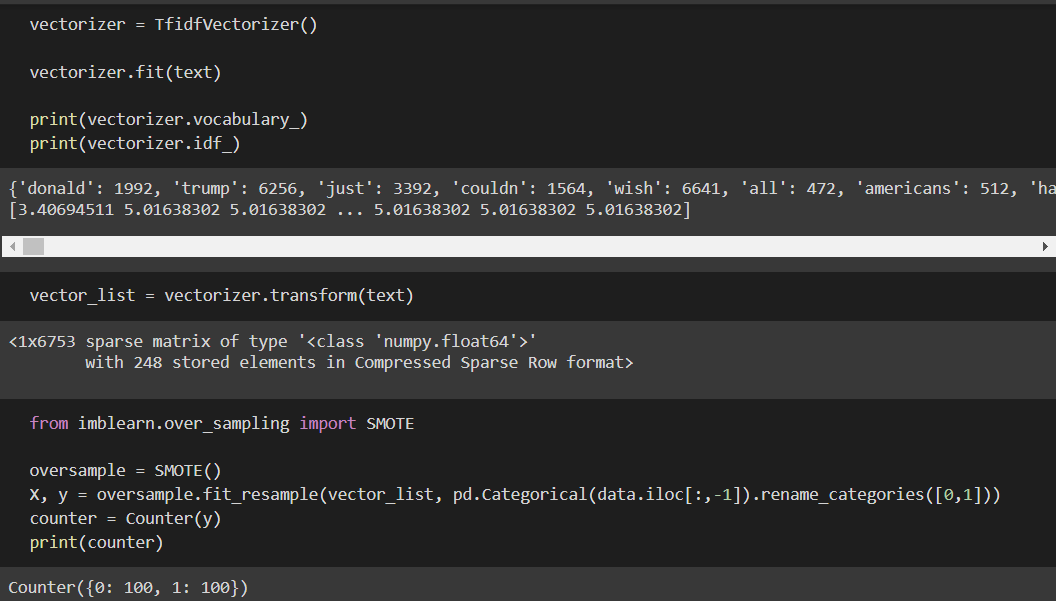 vectorizer = TfidfVectorizer()
vectorizer.fit(text)
print(vectorizer.vocabulary_)
print(vectorizer.idf_)
{'donald': 1992, 'trump': 6256, 'just': 3392, 'couldn': 1564, 'wish': 6641, 'all': 472, 'americans': 512, 'ha
[3.40694511 5.01638302 5.01638302 ... 5.01638302 5.01638302 5.01638302]
vector_list = vectorizer.transform(text)
<1x6753 sparse matrix of type '<class 'numpy.float64'>'
with 248 stored elements in Compressed Sparse Row format>
from imblearn.over_sampling import SMOTE
oversample = SMOTE()
X, y = oversample.fit_resample(vector_list, pd.Categorical(data.iloc[:,-1]).rename_categories([0,1]))
counter = Counter(y)
print(counter)
Counter({0: 100, 1: 100})